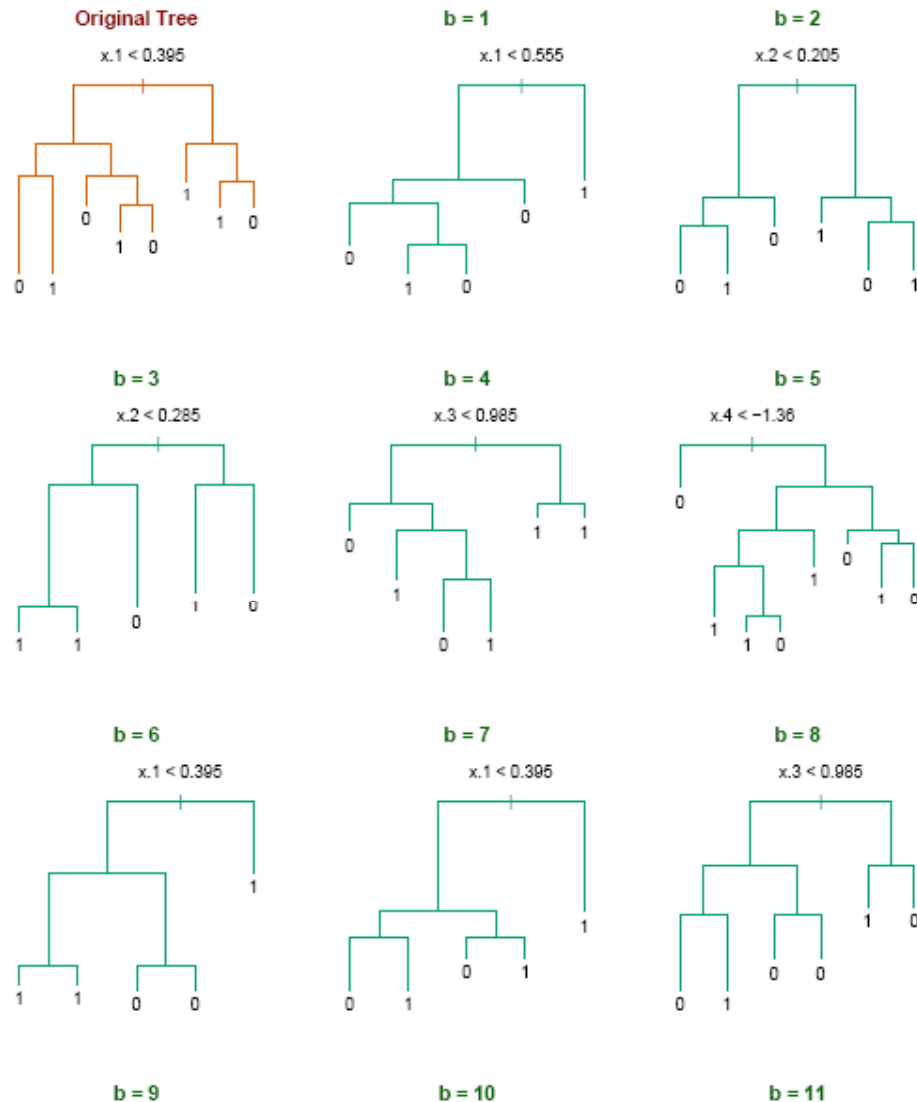 Original Tree b = 1 b = 2
x.1 < 0.395 x.1 < 0.555 x.2 < 0.205
1
0 0 1
0 1 0 0 1
1 0 0
0 1 1 0 0 1 0 1
b = 3 b = 4 b = 5
x.2 < 0.285 x.3 < 0.985 x.4 < −1.36
0
0 1 1 0
1
1 0 1 1 0
0 1
1 1 0 1 1 0
b = 6 b = 7 b = 8
x.1 < 0.395 x.1 < 0.395 x.3 < 0.985
1
1 1 0
0 1 0 0
1 1 0 0 0 1 0 1
b = 9 b = 10 b = 11